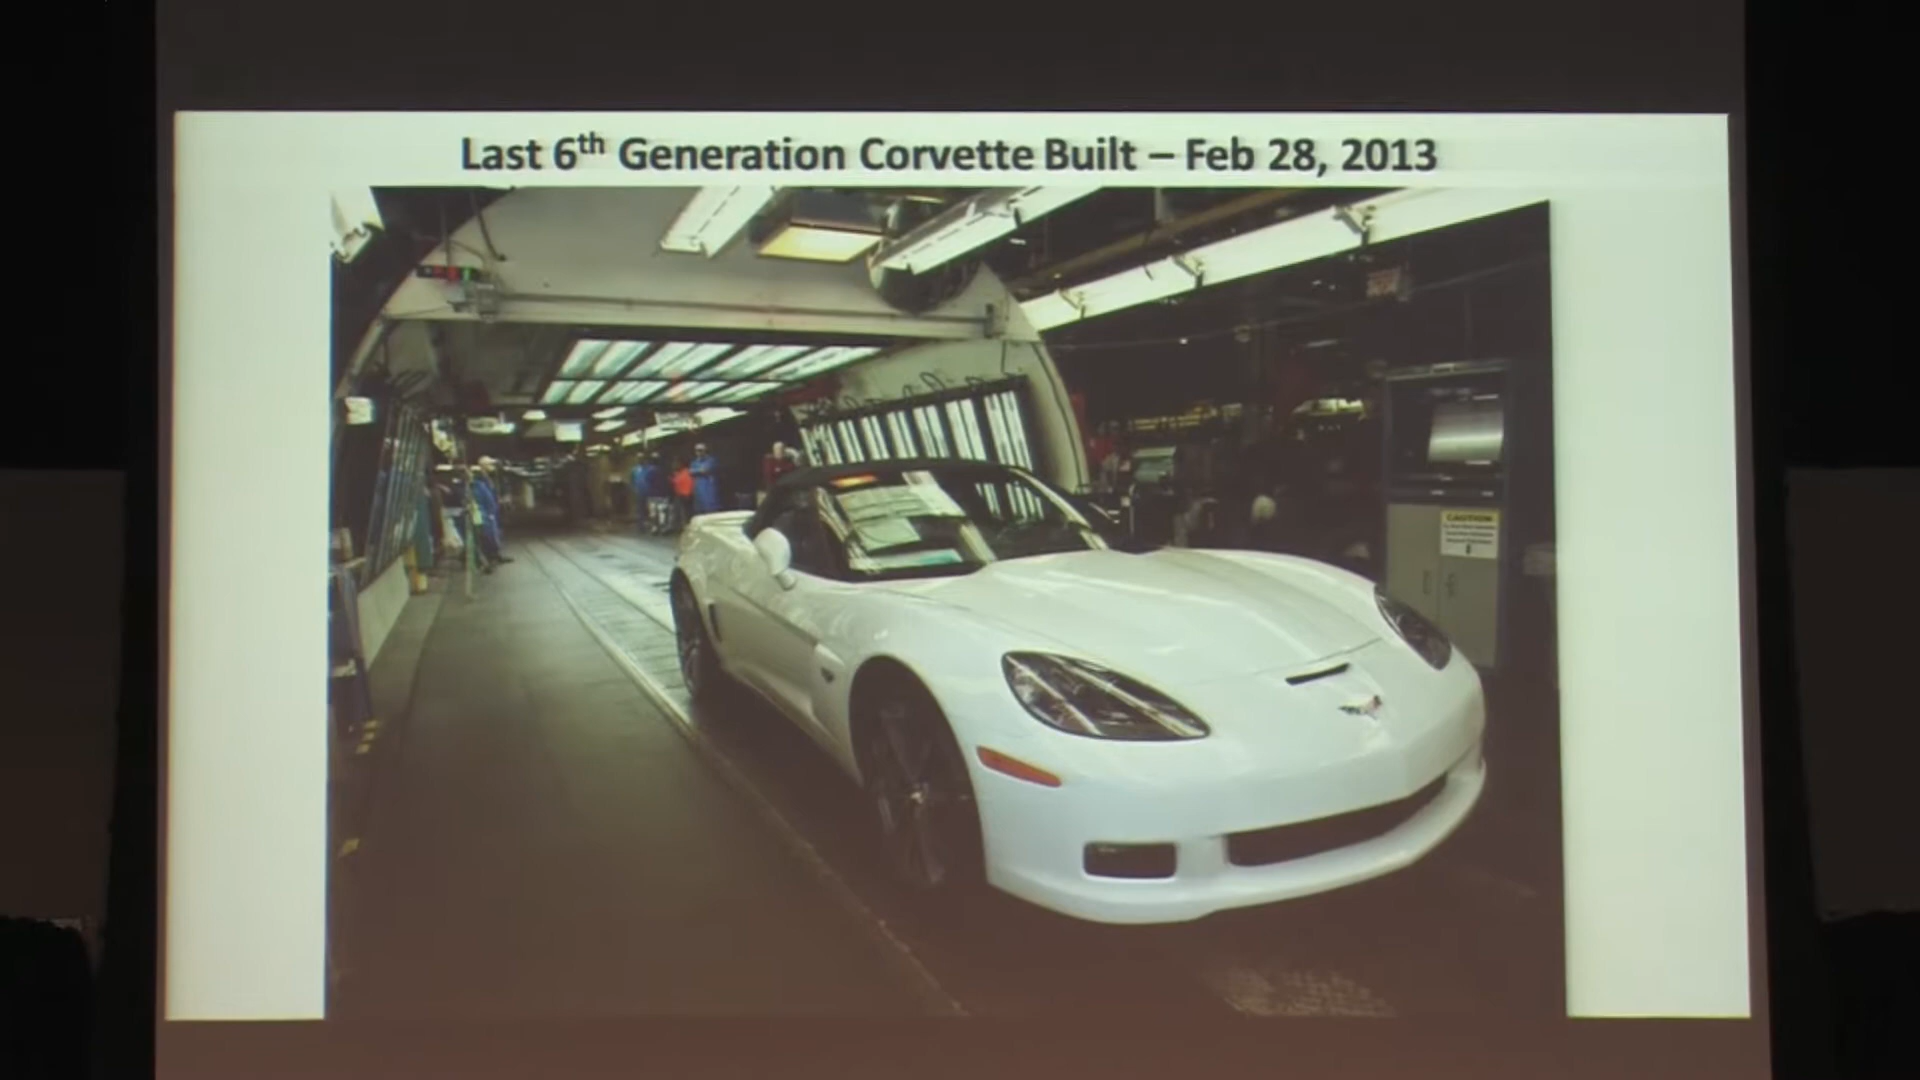 Last 6th Generation Corvette Built – Feb 28, 2013
CAUTION